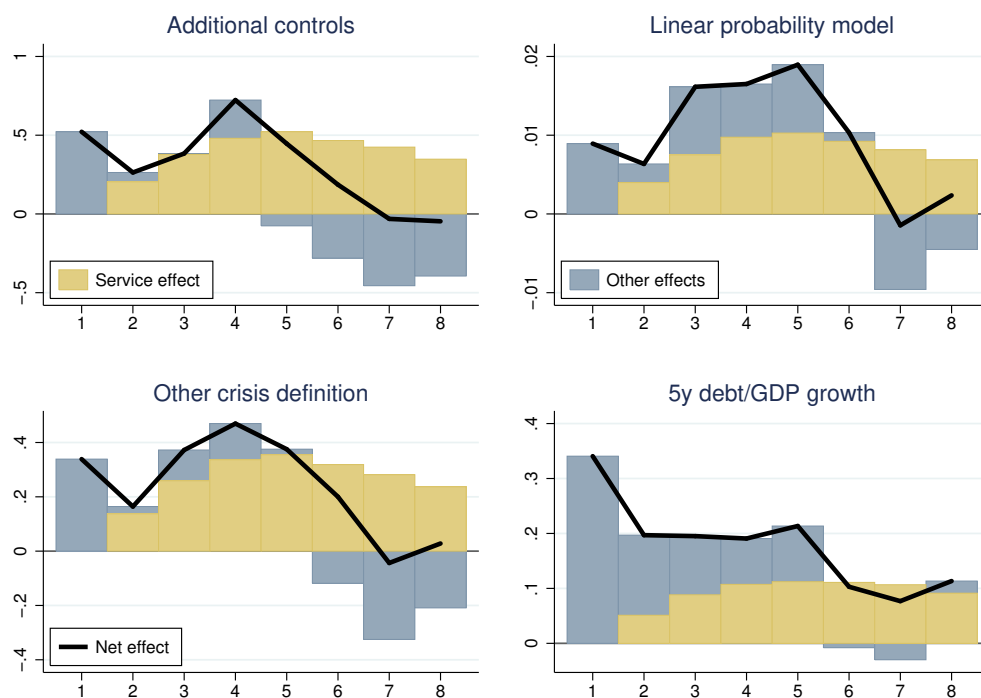 Additional controls
1
.5
0
-.5
Service effect
1 2 3 4 5 6 7 8
Linear probability model
.02
.01
0
-.01
Other effects
1 2 3 4 5 6 7 8
Other crisis definition
.4
.2
0
-.2
-.4
Net effect
1 2 3 4 5 6 7 8
5y debt/GDP growth
.4
.3
.2
.1
0
1 2 3 4 5 6 7 8